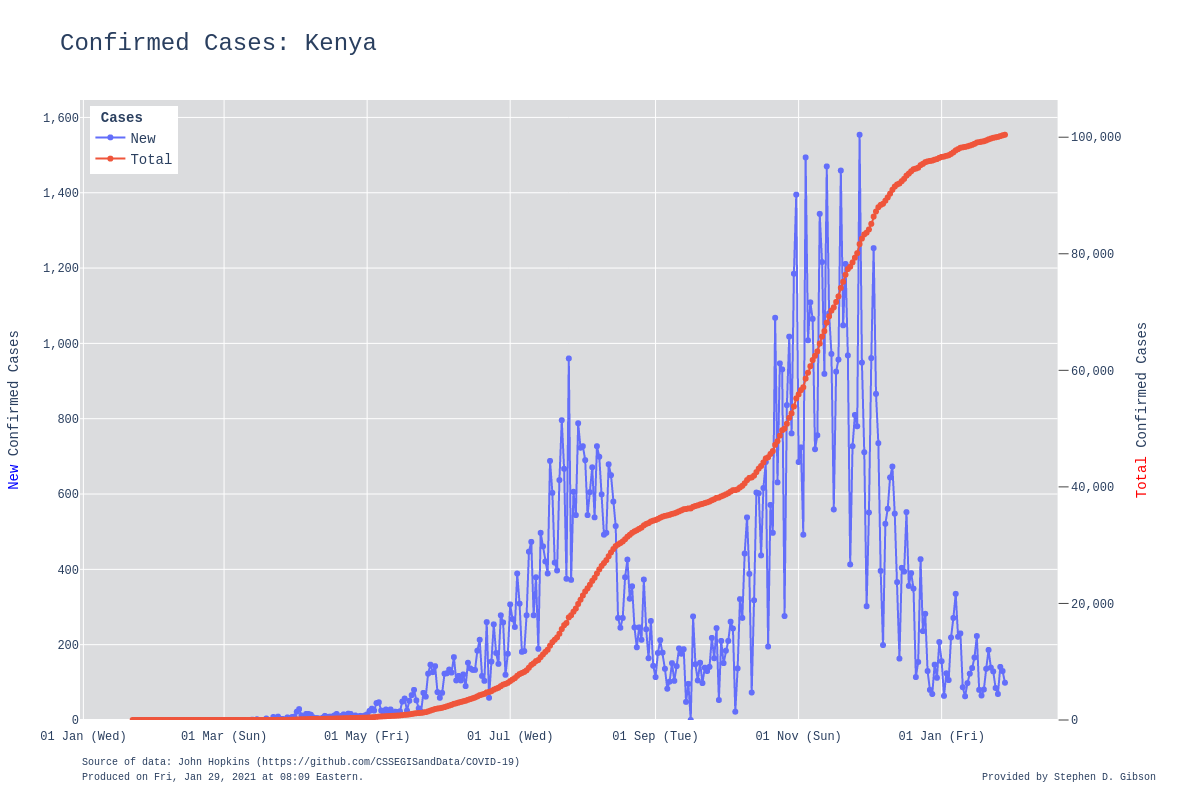 Confirmed Cases: Kenya
Cases
New
Total
1,600
1,400
1,200
1,000
800
600
400
200
0
New Confirmed Cases
100,000
80,000
60,000
40,000
20,000
0
Total Confirmed Cases
01 Jan (Wed) 01 Mar (Sun) 01 May (Fri) 01 Jul (Wed) 01 Sep (Tue) 01 Nov (Sun) 01 Jan (Fri)
Source of data: John Hopkins (https://github.com/CSSEGISandData/COVID-19)
Produced on Fri, Jan 29, 2021 at 08:09 Eastern.
Provided by Stephen D. Gibson